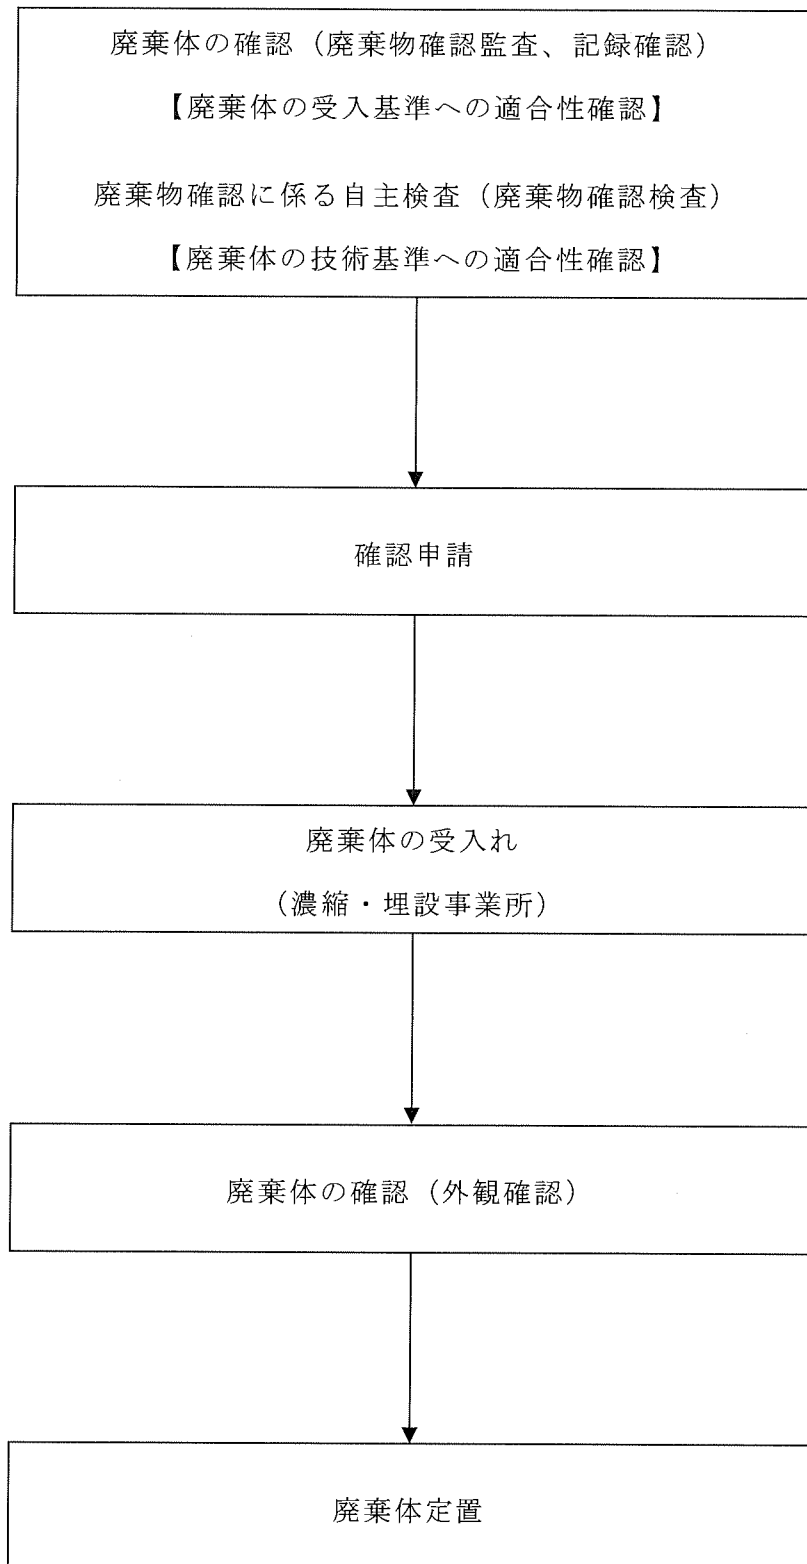 廃棄体の確認（廃棄物確認監査、記録確認）
【廃棄体の受入基準への適合性確認】
廃棄物確認に係る自主検査（廃棄物確認検査）
【廃棄体の技術基準への適合性確認】
確認申請
廃棄体の受入れ
（濃縮・埋設事業所）
廃棄体の確認（外観確認）
廃棄体定置